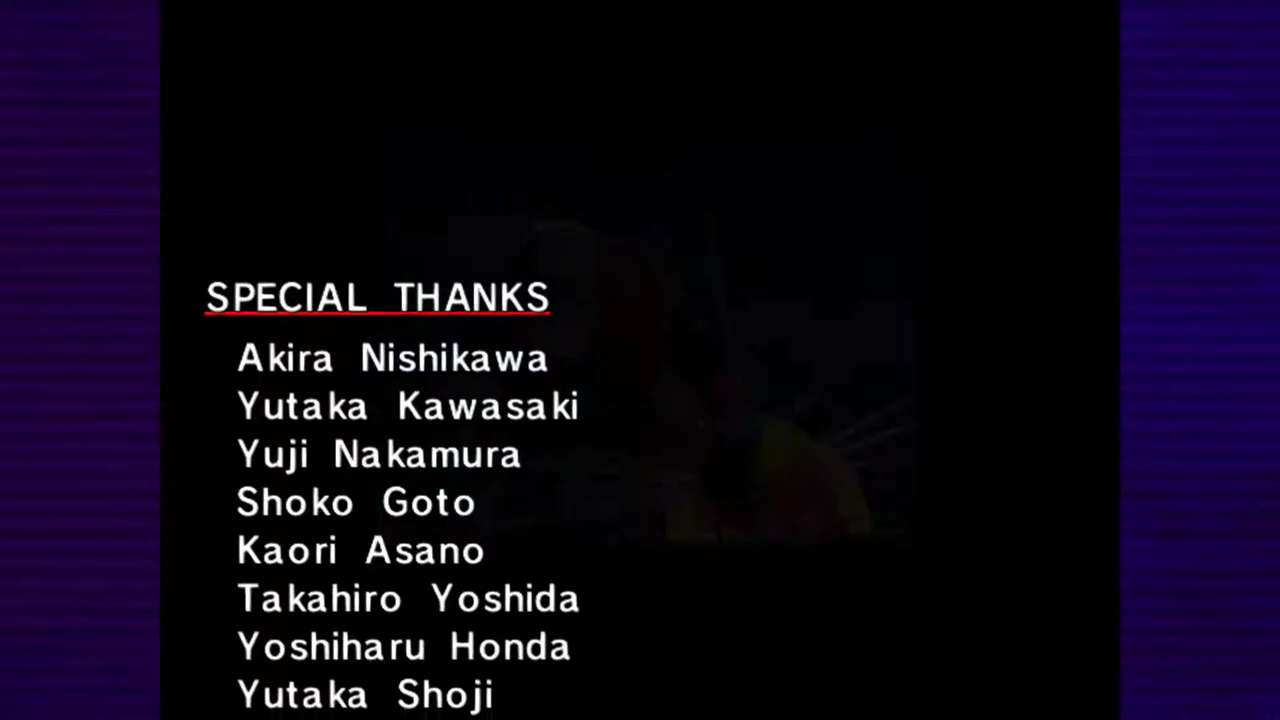 SPECIAL THANKS
Akira Nishikawa
Yutaka Kawasaki
Yuji Nakamura
Shoko Goto
Kaori Asano
Takahiro Yoshida
Yoshiharu Honda
Yutaka Shoji